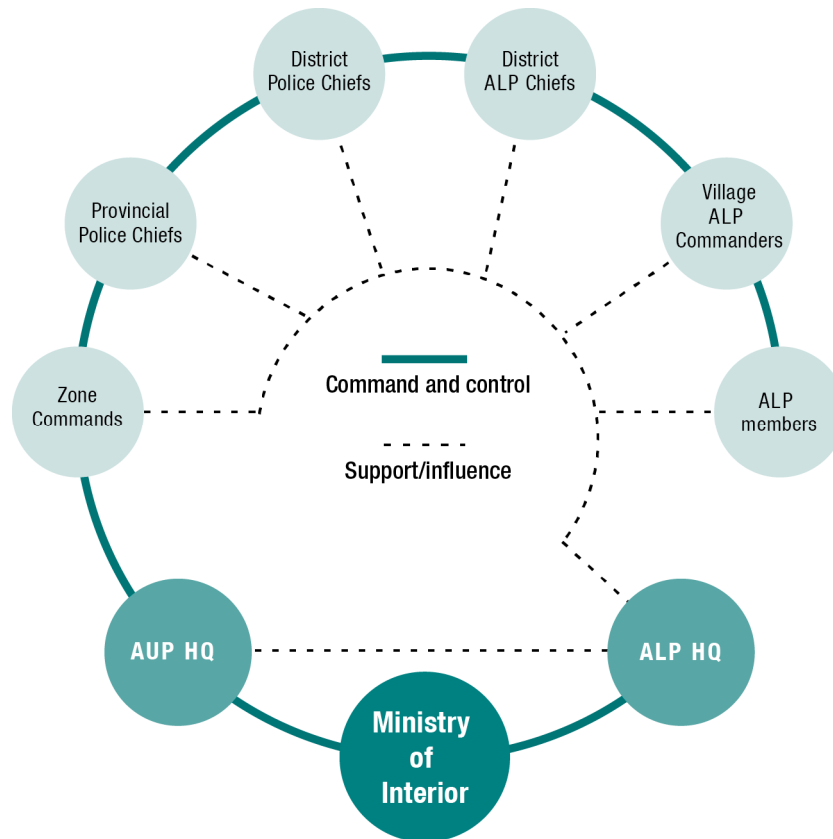 District
Police Chiefs
District
ALP Chiefs
Provincial
Police Chiefs
Village
ALP
Commanders
Zone
Commands
Command and control
ALP
members
Support/influence
AUP HQ
ALP HQ
Ministry
of
Interior